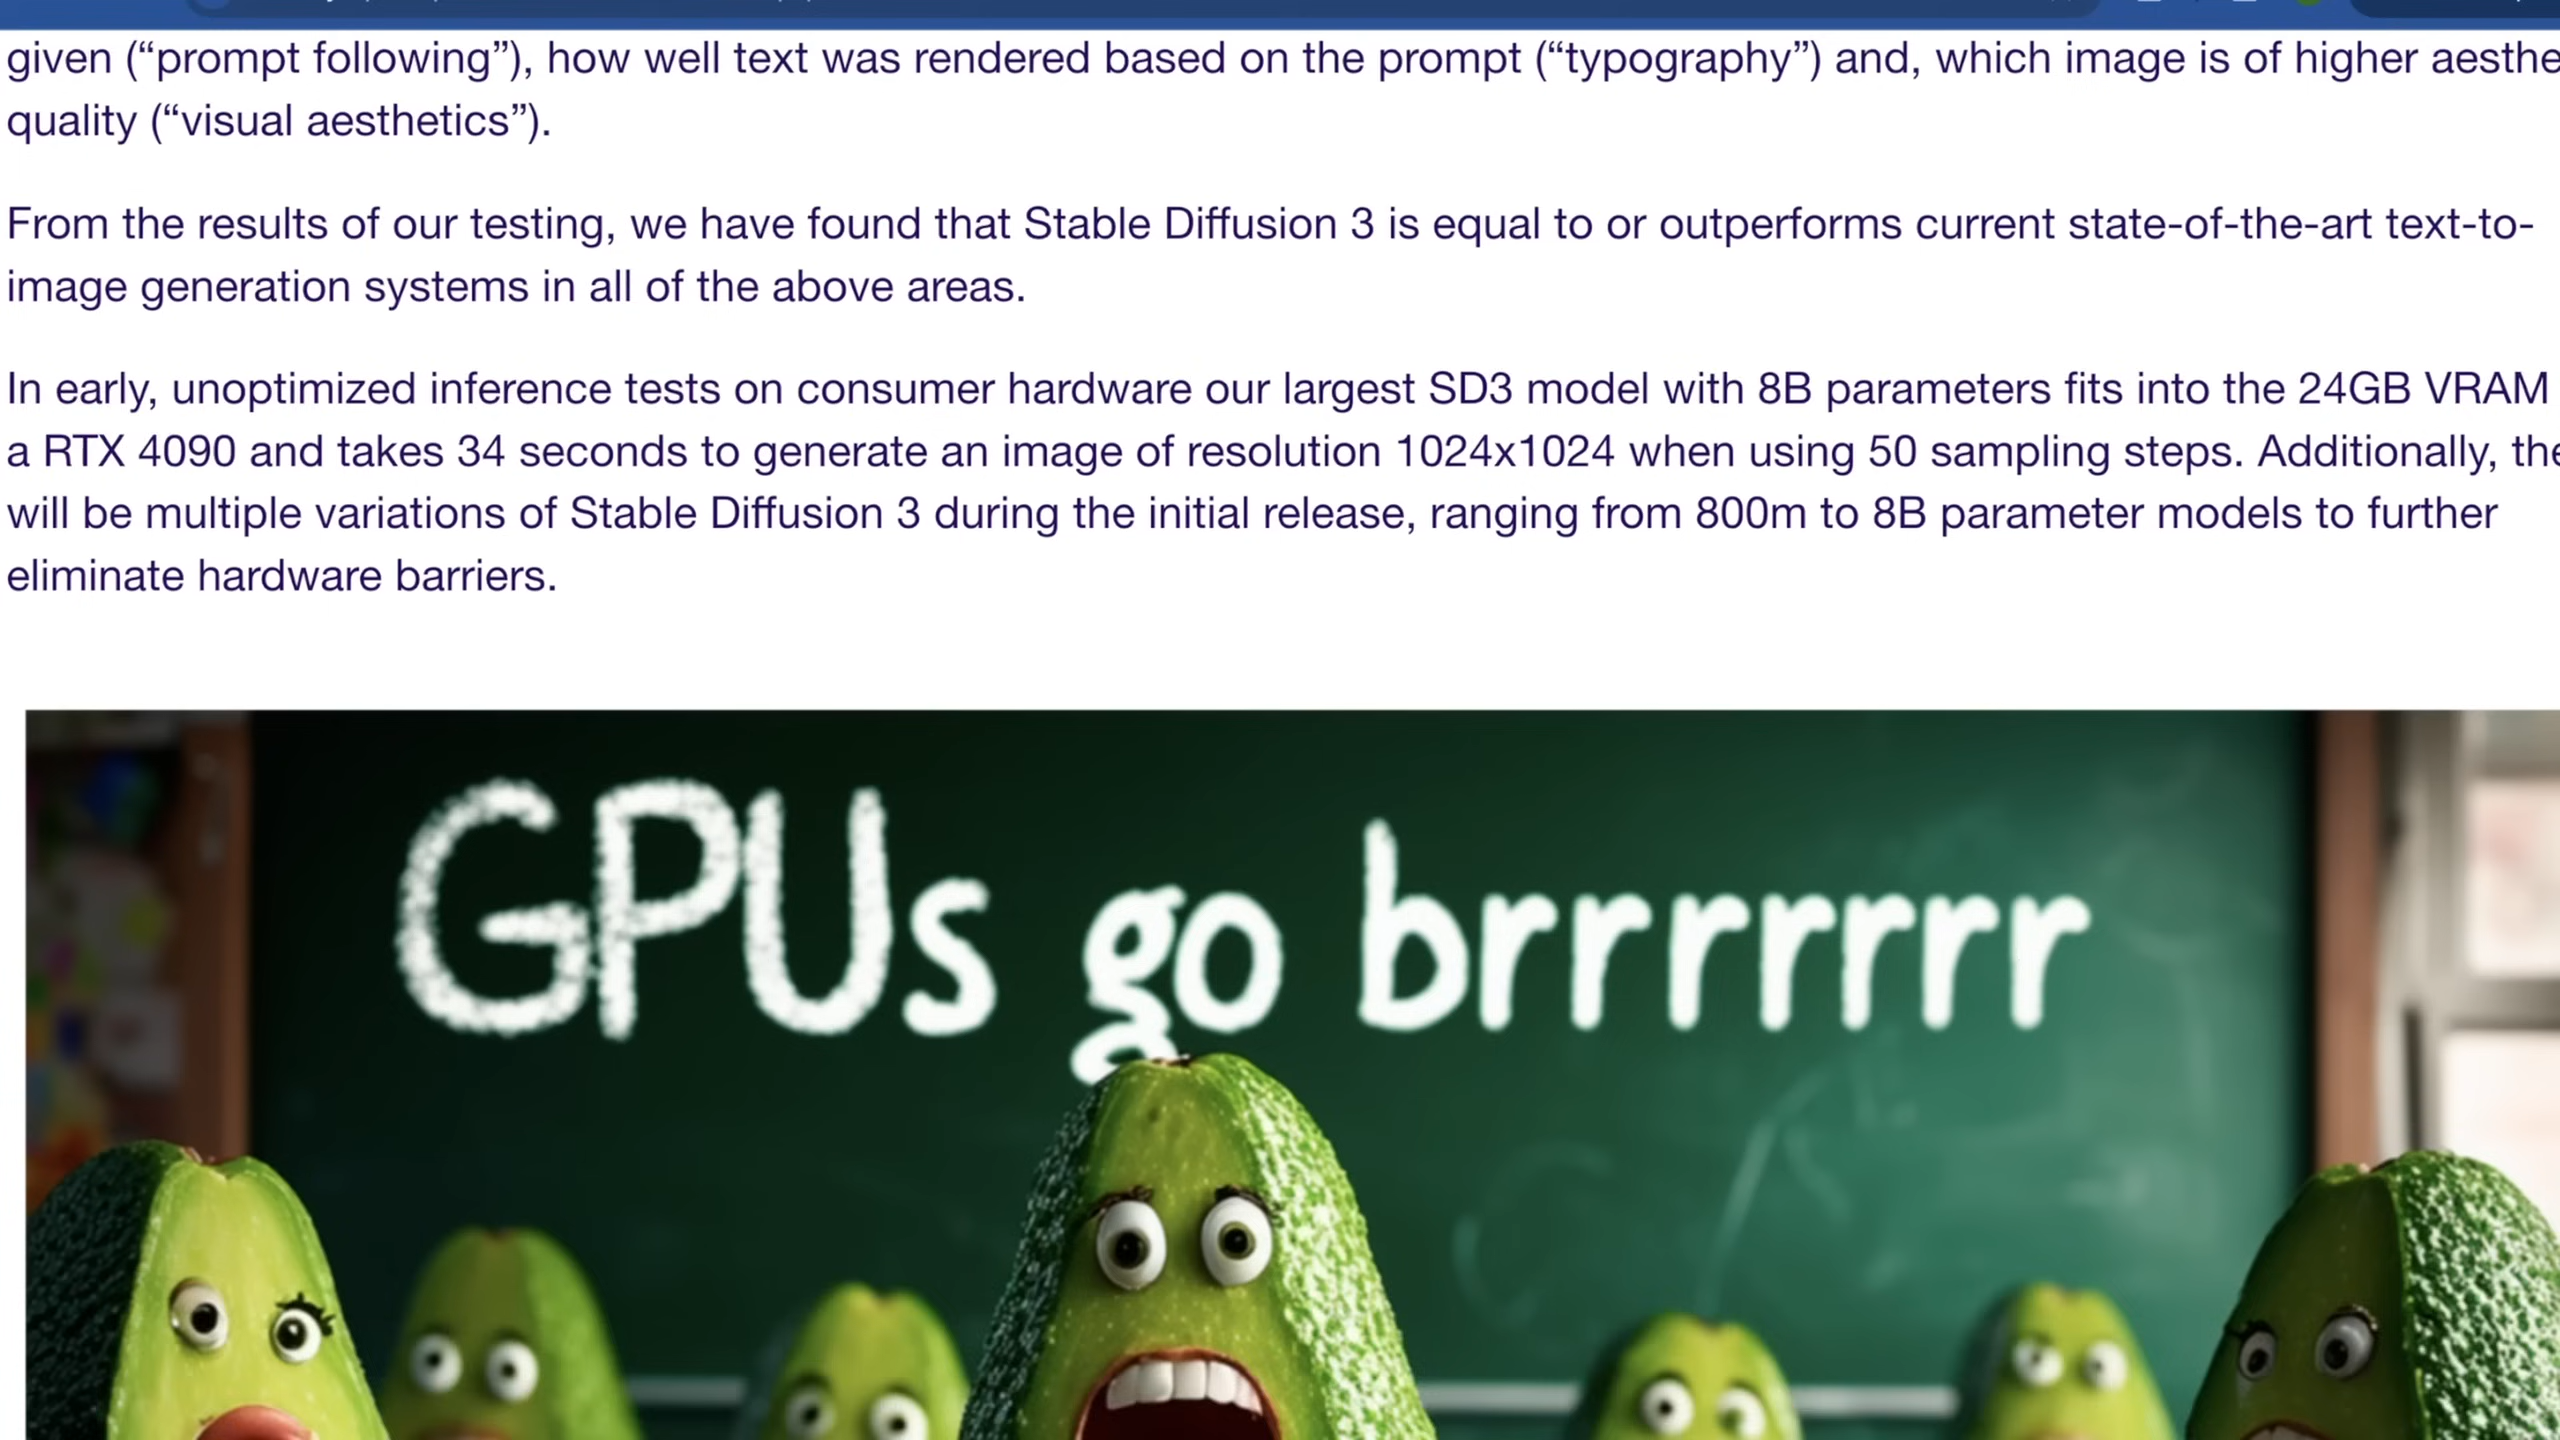 given (“prompt following”), how well text was rendered based on the prompt (“typography”) and, which image is of higher aesthe
quality (“visual aesthetics”).
From the results of our testing, we have found that Stable Diffusion 3 is equal to or outperforms current state-of-the-art text-to-
image generation systems in all of the above areas.
In early, unoptimized inference tests on consumer hardware our largest SD3 model with 8B parameters fits into the 24GB VRAM
a RTX 4090 and takes 34 seconds to generate an image of resolution 1024x1024 when using 50 sampling steps. Additionally, the
will be multiple variations of Stable Diffusion 3 during the initial release, ranging from 800m to 8B parameter models to further
eliminate hardware barriers.
GPUs go brrrrrrr